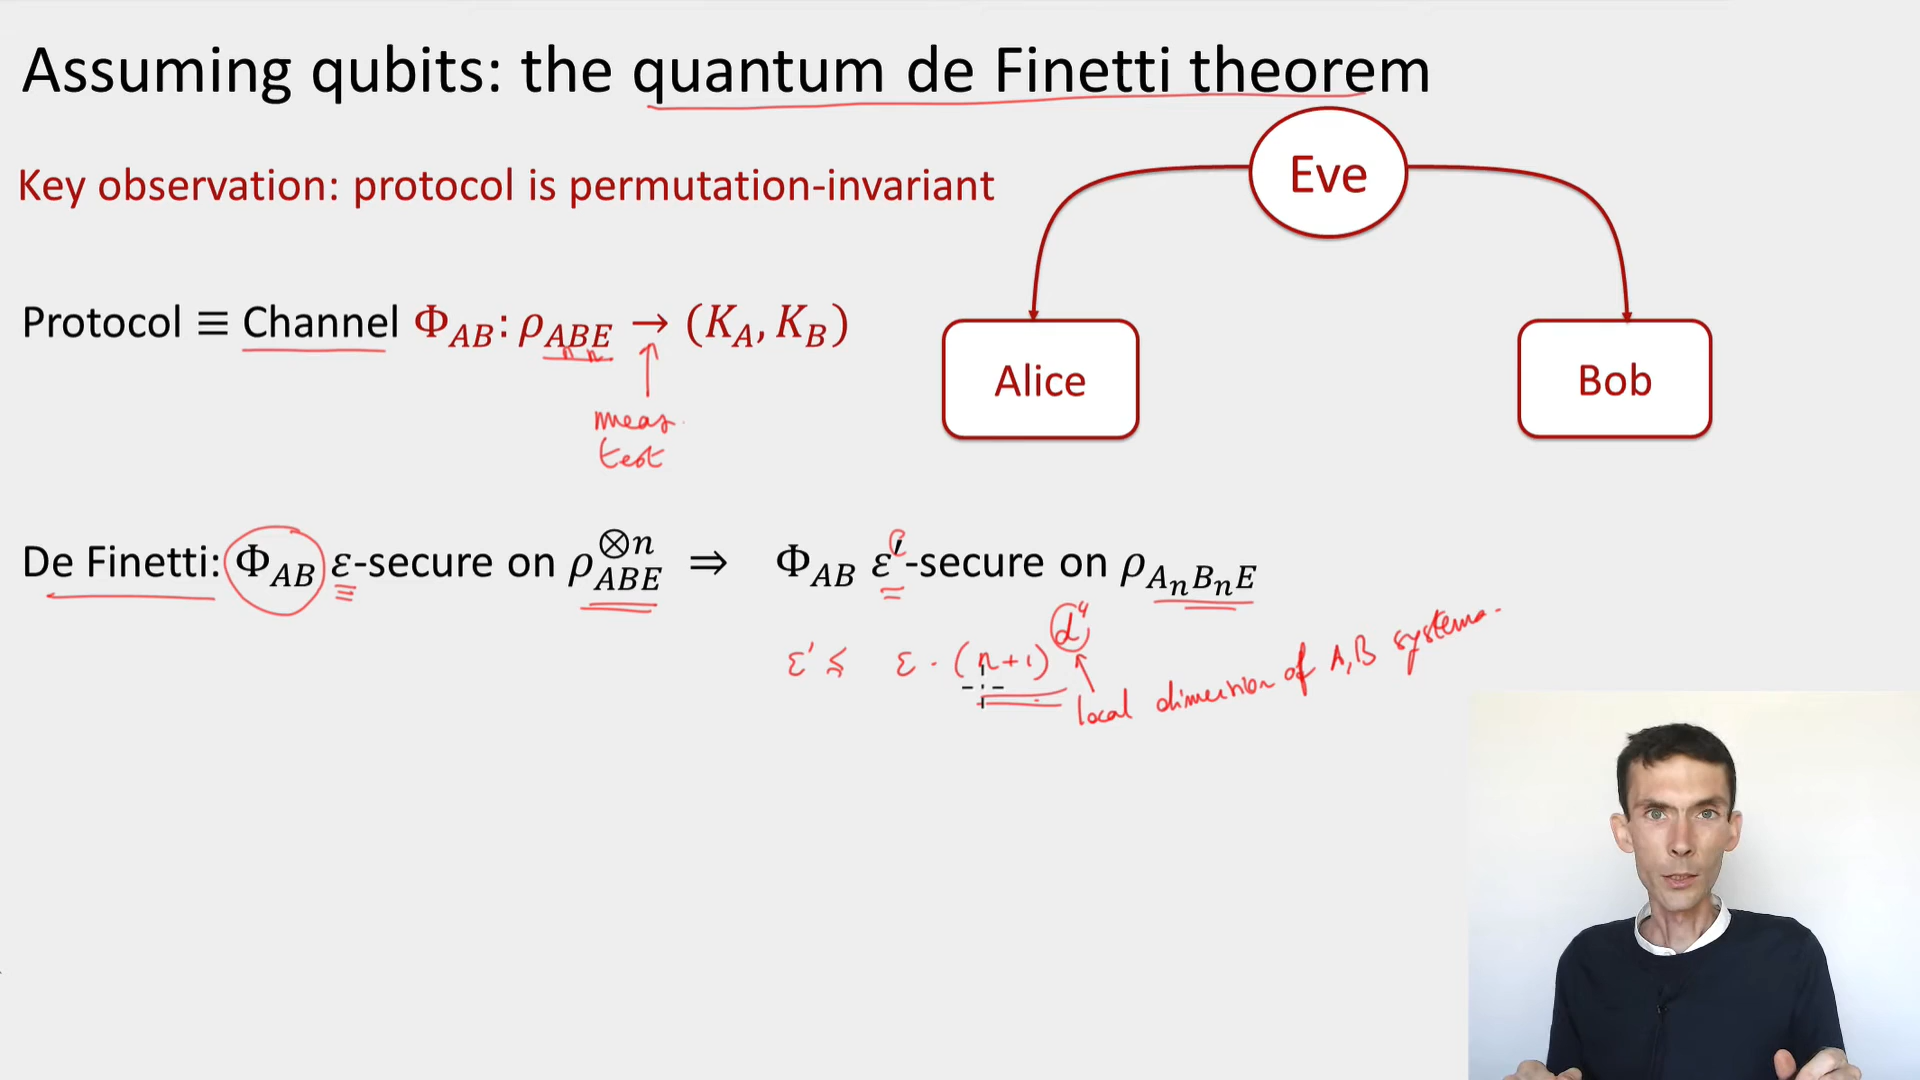 Assuming qubits: the quantum de Finetti theorem
Eve
Key observation: protocol is permutation-invariant
Protocol ≡ Channel Φ_AB: ρ_ABE → (K_A, K_B)
n n
Alice
Bob
meas.
test
De Finetti: Φ_AB ε-secure on ρ_ABE^⊗n ⇒ Φ_AB ε′-secure on ρ_AₙBₙE
ε' ≤ ε · (n+1)^d⁴
local dimension of A,B systems.